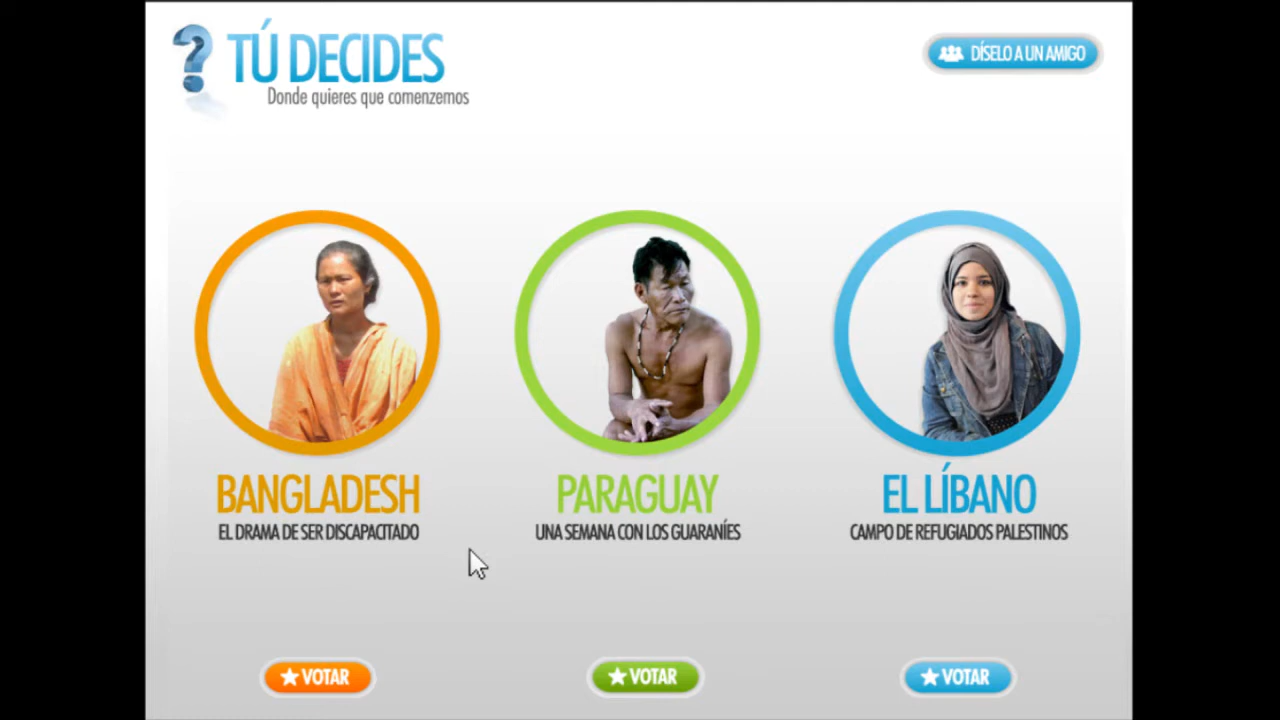 TÚ DECIDES
Donde quieres que comenzemos
DÍSELO A UN AMIGO
BANGLADESH
EL DRAMA DE SER DISCAPACITADO
VOTAR
PARAGUAY
UNA SEMANA CON LOS GUARANÍES
VOTAR
EL LÍBANO
CAMPO DE REFUGIADOS PALESTINOS
VOTAR